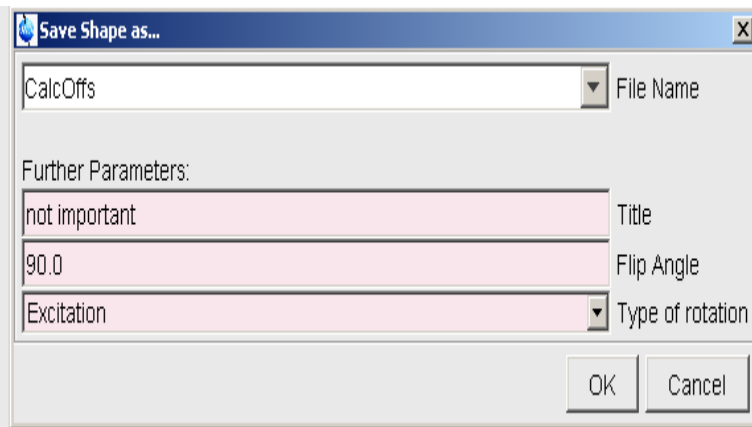 Save Shape as...
CalcOffs File Name
Further Parameters:
not important Title
90.0 Flip Angle
Excitation Type of rotation
OK Cancel